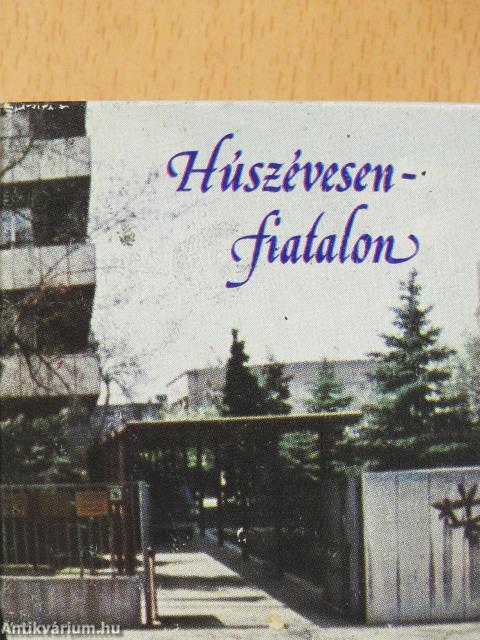 Húszévesen-
fiatalon
Antikvárium.hu